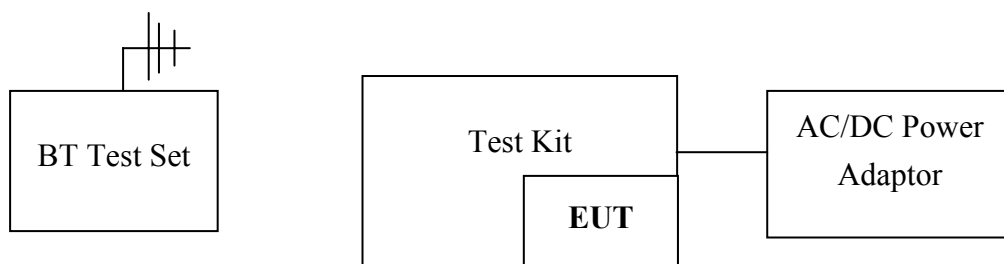 BT Test Set
Test Kit
EUT
AC/DC Power
Adaptor